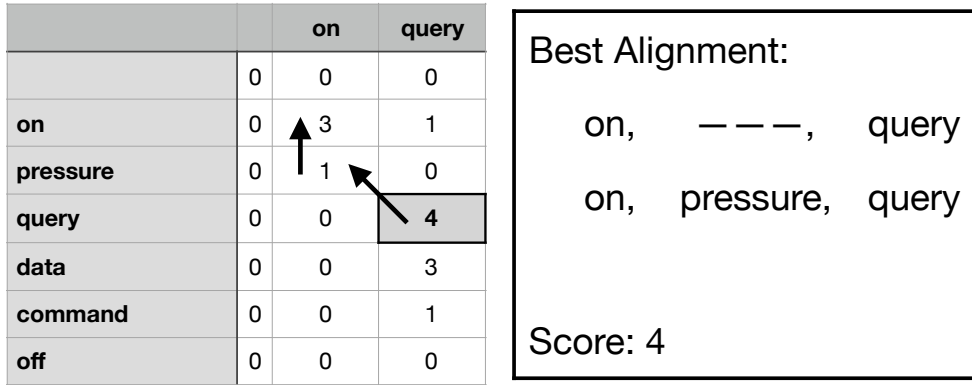 on query
0 0 0
on 0 3 1
pressure 0 1 0
query 0 0 4
data 0 0 3
command 0 0 1
off 0 0 0
Best Alignment:
on, — — —, query
on, pressure, query
Score: 4